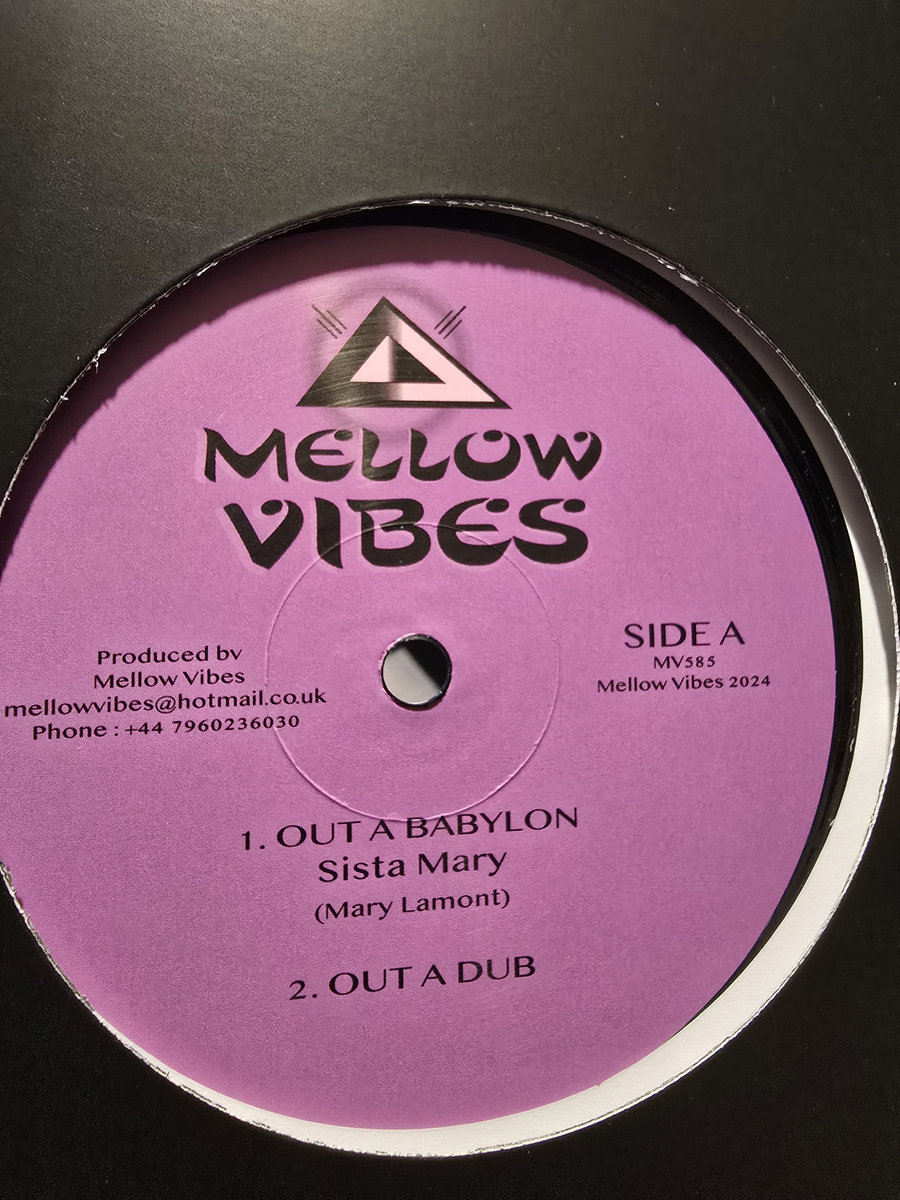 MELLOW
VIBES
Produced by
Mellow Vibes
mellowvibes@hotmail.co.uk
Phone : +44 7960236030
SIDE A
MV585
Mellow Vibes 2024
1. OUT A BABYLON
Sista Mary
(Mary Lamont)
2. OUT A DUB